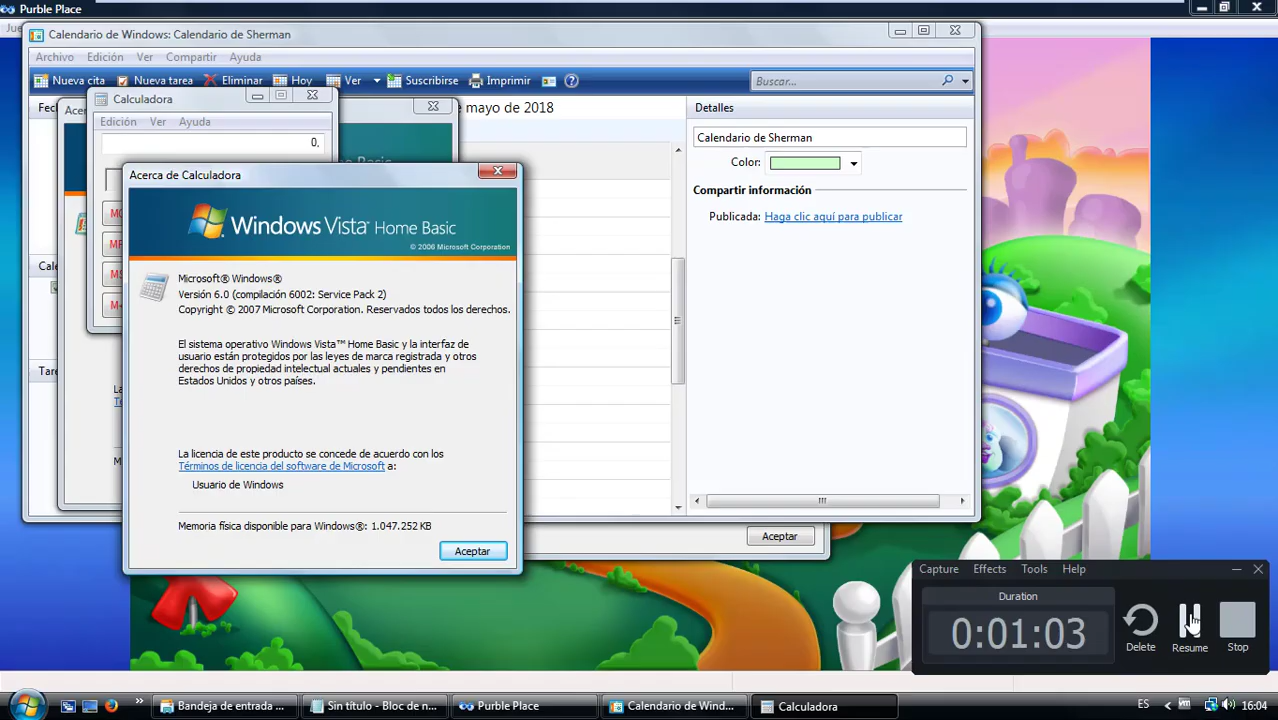 Purble Place
Calendario de Windows: Calendario de Sherman
Archivo Edición Ver Compartir Ayuda
Nueva cita Nueva tarea Eliminar Hoy Ver Suscribirse Imprimir
Buscar...
Calculadora
Edición Ver Ayuda
0,
mayo de 2018
Detalles
Calendario de Sherman
Color:
Compartir información
Publicada: Haga clic aquí para publicar
Acerca de Calculadora
Windows Vista™ Home Basic
© 2006 Microsoft Corporation
Microsoft® Windows®
Versión 6.0 (compilación 6002: Service Pack 2)
Copyright © 2007 Microsoft Corporation. Reservados todos los derechos.
El sistema operativo Windows Vista™ Home Basic y la interfaz de
usuario están protegidos por las leyes de marca registrada y otros
derechos de propiedad intelectual actuales y pendientes en
Estados Unidos y otros países.
La licencia de este producto se concede de acuerdo con los
Términos de licencia del software de Microsoft a:
Usuario de Windows
Memoria física disponible para Windows®: 1.047.252 KB
Aceptar
Aceptar
Capture Effects Tools Help
Duration
0:01:03
Delete Resume Stop
Bandeja de entrada ... Sin título - Bloc de n... Purble Place Calendario de Wind... Calculadora ES 16:04